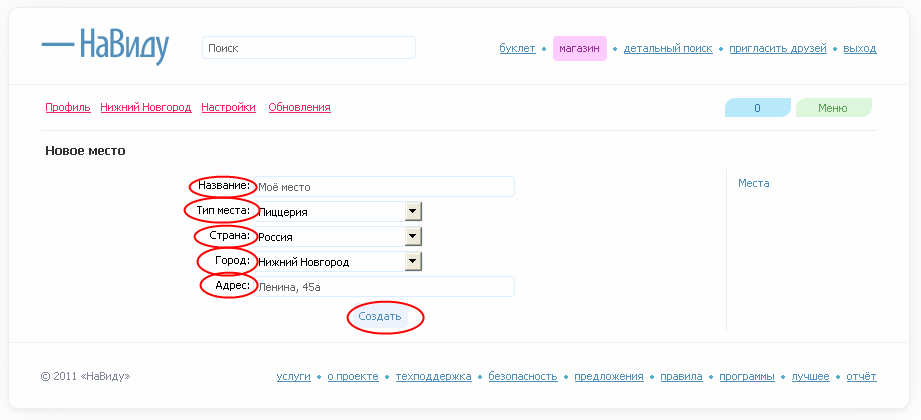 — НаВиду
Поиск
буклет • магазин • детальный поиск • пригласить друзей • выход
Профиль Нижний Новгород Настройки Обновления
0 Меню
Новое место
Название: Моё место
Места
Тип места: Пиццерия
Страна: Россия
Город: Нижний Новгород
Адрес: Ленина, 45а
Создать
© 2011 «НаВиду»
услуги • о проекте • техподдержка • безопасность • предложения • правила • программы • лучшее • отчёт